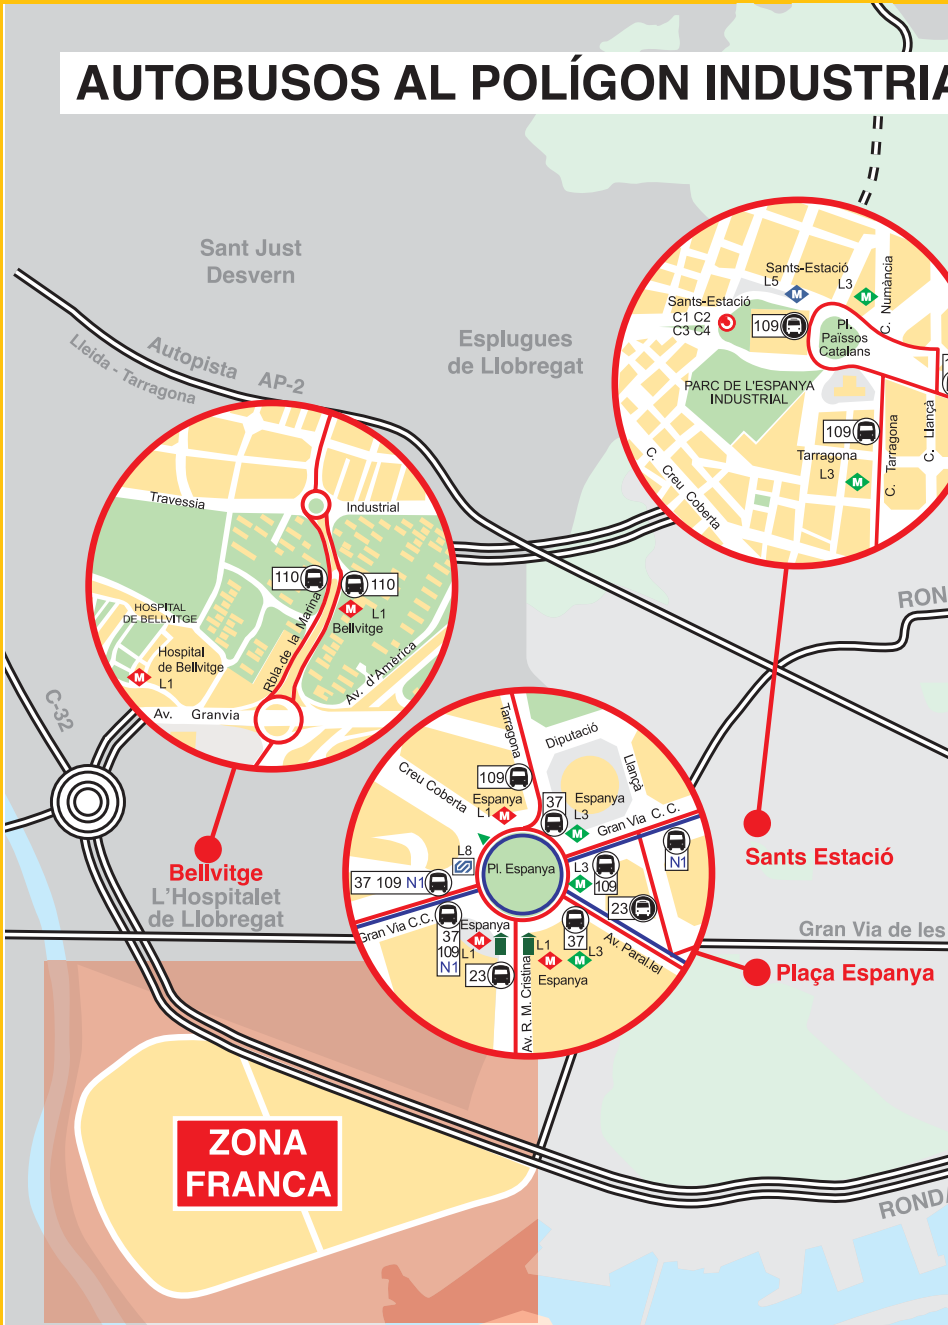 AUTOBUSOS AL POLÍGON INDUSTRIA
Sant Just
Desvern
Esplugues
de Llobregat
Autopista AP-2
Lleida - Tarragona
Sants-Estació
L5
L3
C. Numància
Sants-Estació
C1 C2
C3 C4
109
Pl.
Països
Catalans
PARC DE L'ESPANYA
INDUSTRIAL
109
Tarragona
L3
C. Tarragona
C. Llançà
C. Creu Coberta
Travessia
Industrial
110
110
L1
Bellvitge
HOSPITAL
DE BELLVITGE
Hospital
de Bellvitge
L1
Rbla. de la Marina
Av. d'Amèrica
Av. Granvia
C-32
RON
Tarragona
Diputació
Llançà
Creu Coberta
109
Espanya
L1
37
Espanya
L3
Gran Via C. C.
N1
L8
Pl. Espanya
L3
109
37 109 N1
23
Gran Via C.C.
37
109
N1
Espanya
L1
23
Av. R. M. Cristina
L1
Espanya
37
L3
Av. Paral.lel
Bellvitge
L'Hospitalet
de Llobregat
Sants Estació
Gran Via de les
Plaça Espanya
ZONA
FRANCA
RONDA